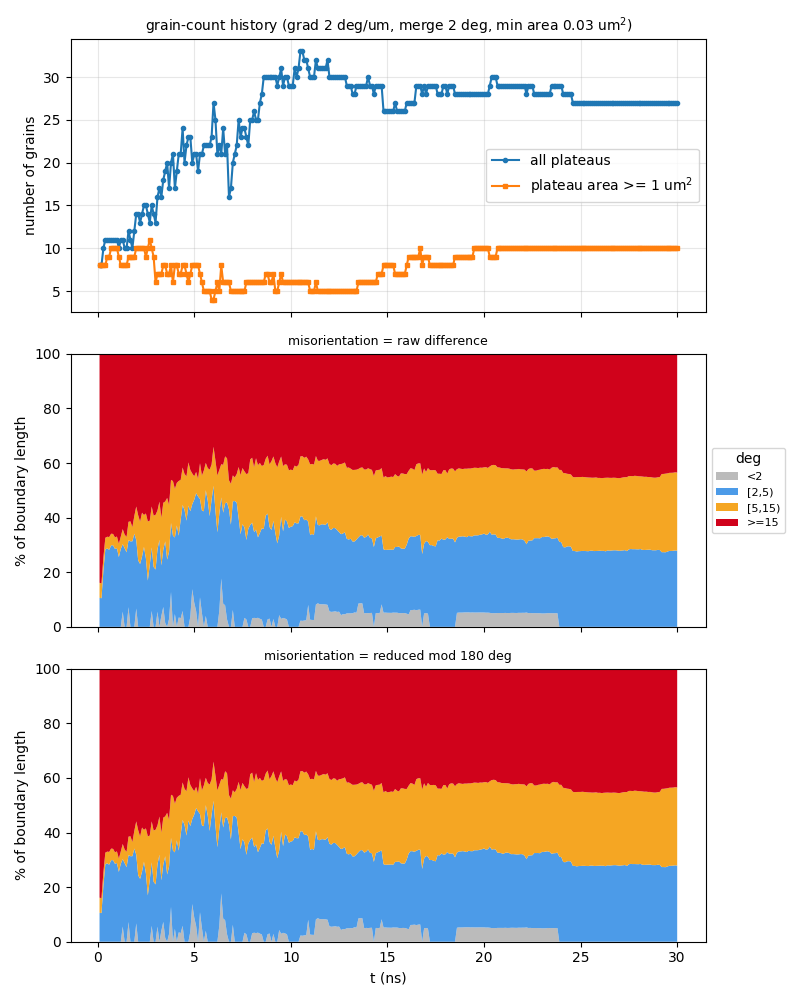 grain-count history (grad 2 deg/um, merge 2 deg, min area 0.03 um²)
number of grains
30
25
20
15
10
5
all plateaus
plateau area >= 1 um²
misorientation = raw difference
% of boundary length
100
80
60
40
20
0
deg
<2
[2,5)
[5,15)
>=15
misorientation = reduced mod 180 deg
% of boundary length
100
80
60
40
20
0
0 5 10 15 20 25 30
t (ns)